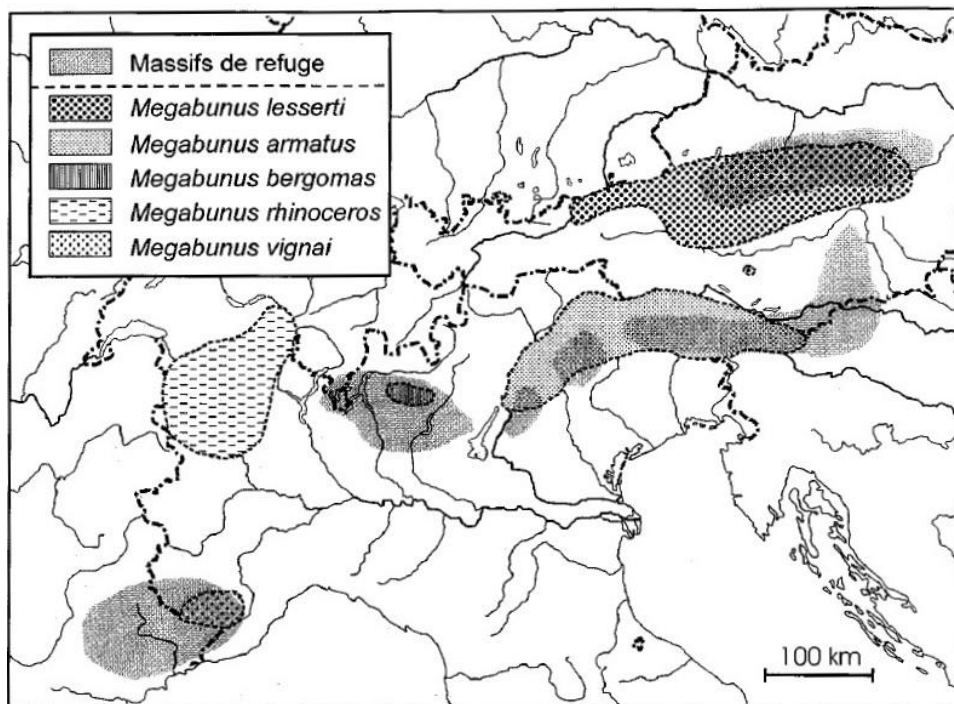 Massifs de refuge
Megabunus lesserti
Megabunus armatus
Megabunus bergomas
Megabunus rhinoceros
Megabunus vignai
100 km